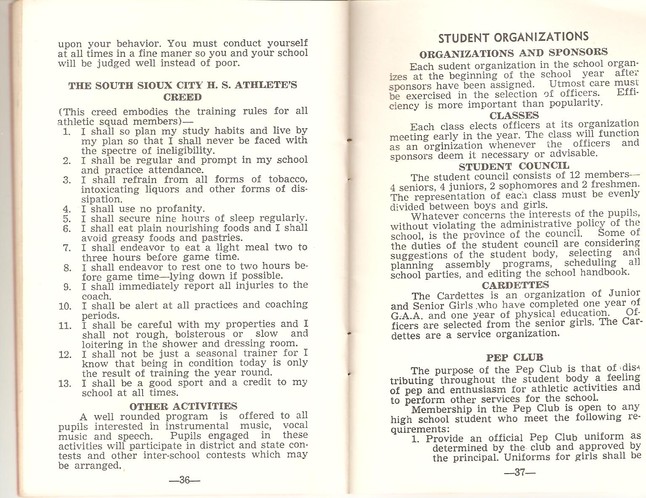 upon your behavior. You must conduct yourself
at all times in a fine manner so you and your school
will be judged well instead of poor.
THE SOUTH SIOUX CITY H. S. ATHLETE'S
CREED
(This creed embodies the training rules for all
athletic squad members)—
1. I shall so plan my study habits and live by
my plan so that I shall never be faced with
the spectre of ineligibility.
2. I shall be regular and prompt in my school
and practice attendance.
3. I shall refrain from all forms of tobacco,
intoxicating liquors and other forms of dis-
sipation.
4. I shall use no profanity.
5. I shall secure nine hours of sleep regularly.
6. I shall eat plain nourishing foods and I shall
avoid greasy foods and pastries.
7. I shall endeavor to eat a light meal two to
three hours before game time.
8. I shall endeavor to rest one to two hours be-
fore game time—lying down if possible.
9. I shall immediately report all injuries to the
coach.
10. I shall be alert at all practices and coaching
periods.
11. I shall be careful with my properties and I
shall not rough, boisterous or slow and
loitering in the shower and dressing room.
12. I shall not be just a seasonal trainer for I
know that being in condition today is only
the result of training the year round.
13. I shall be a good sport and a credit to my
school at all times.
OTHER ACTIVITIES
A well rounded program is offered to all
pupils interested in instrumental music, vocal
music and speech. Pupils engaged in these
activities will participate in district and state con-
tests and other inter-school contests which may
be arranged.
—36—
STUDENT ORGANIZATIONS
ORGANIZATIONS AND SPONSORS
Each sudent organization in the school organ-
izes at the beginning of the school year after
sponsors have been assigned. Utmost care must
be exercised in the selection of officers. Effi-
ciency is more important than popularity.
CLASSES
Each class elects officers at its organization
meeting early in the year. The class will function
as an orginization whenever the officers and
sponsors deem it necessary or advisable.
STUDENT COUNCIL
The student council consists of 12 members—
4 seniors, 4 juniors, 2 sophomores and 2 freshmen.
The representation of each class must be evenly
divided between boys and girls.
Whatever concerns the interests of the pupils,
without violating the administrative policy of the
school, is the province of the council. Some of
the duties of the student council are considering
suggestions of the student body, selecting and
planning assembly programs, scheduling all
school parties, and editing the school handbook.
CARDETTES
The Cardettes is an organization of Junior
and Senior Girls who have completed one year of
G.A.A. and one year of physical education. Of-
ficers are selected from the senior girls. The Car-
dettes are a service organization.
PEP CLUB
The purpose of the Pep Club is that of dis-
tributing throughout the student body a feeling
of pep and enthusiasm for athletic activities and
to perform other services for the school.
Membership in the Pep Club is open to any
high school student who meet the following re-
quirements:
1. Provide an official Pep Club uniform as
determined by the club and approved by
the principal. Uniforms for girls shall be
—37—